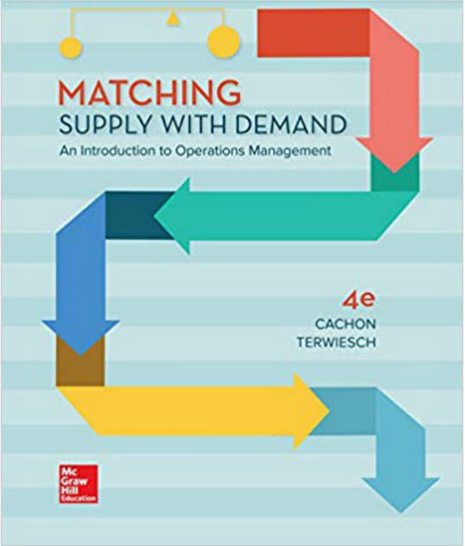 MATCHING
SUPPLY WITH DEMAND
An Introduction to Operations Management
4e
CACHON
TERWIESCH
Mc
Graw
Hill
Education